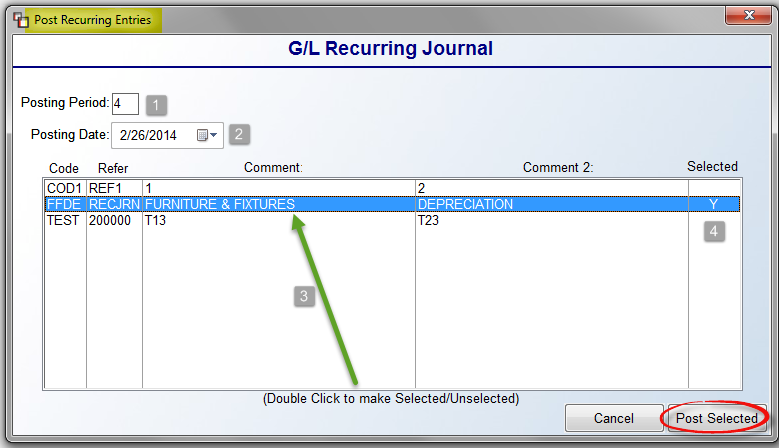 Post Recurring Entries
G/L Recurring Journal
Posting Period: 4 1
Posting Date: 2/26/2014 2
Code Refer Comment: Comment 2: Selected
COD1 REF1 1 2
FFDE RECJRN FURNITURE & FIXTURES DEPRECIATION Y
TEST 200000 T13 T23 4
3
(Double Click to make Selected/Unselected)
Cancel Post Selected